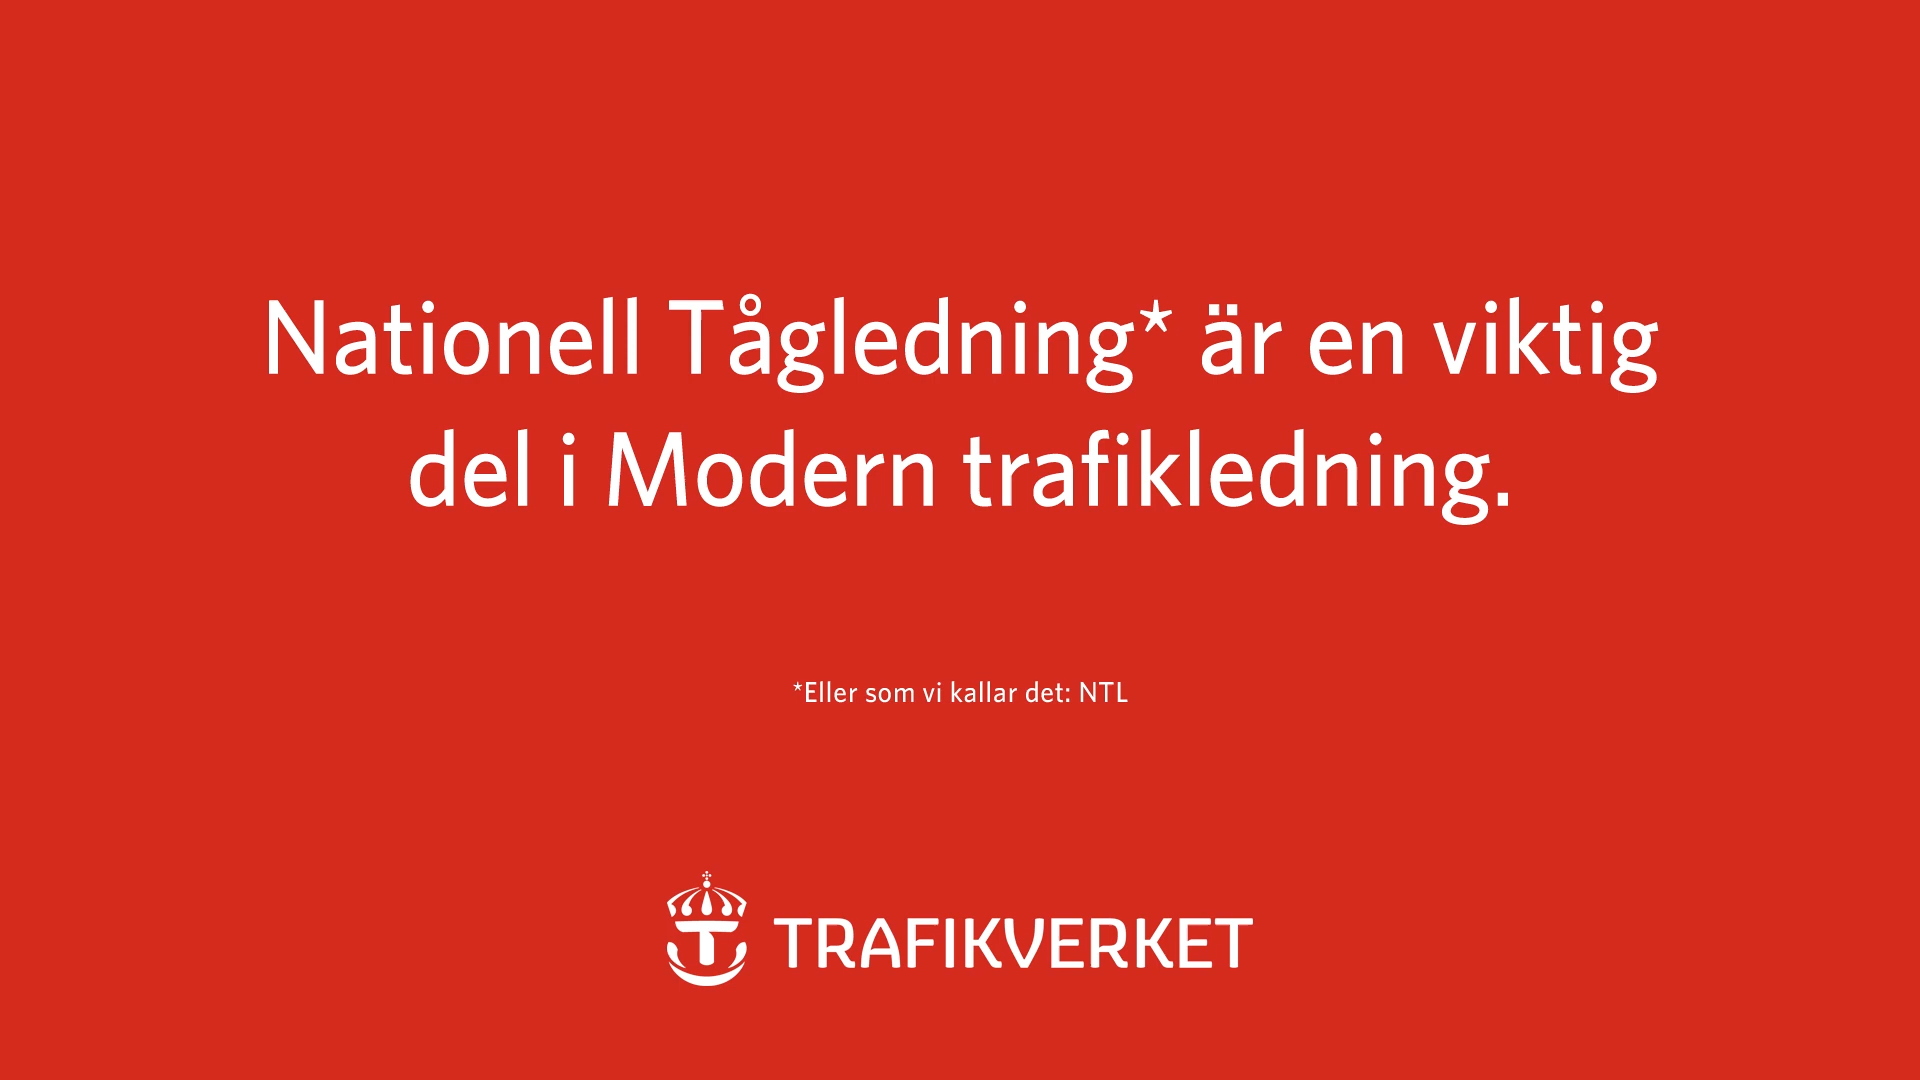 Nationell Tågledning* är en viktig
del i Modern trafikledning.
*Eller som vi kallar det: NTL
TRAFIKVERKET